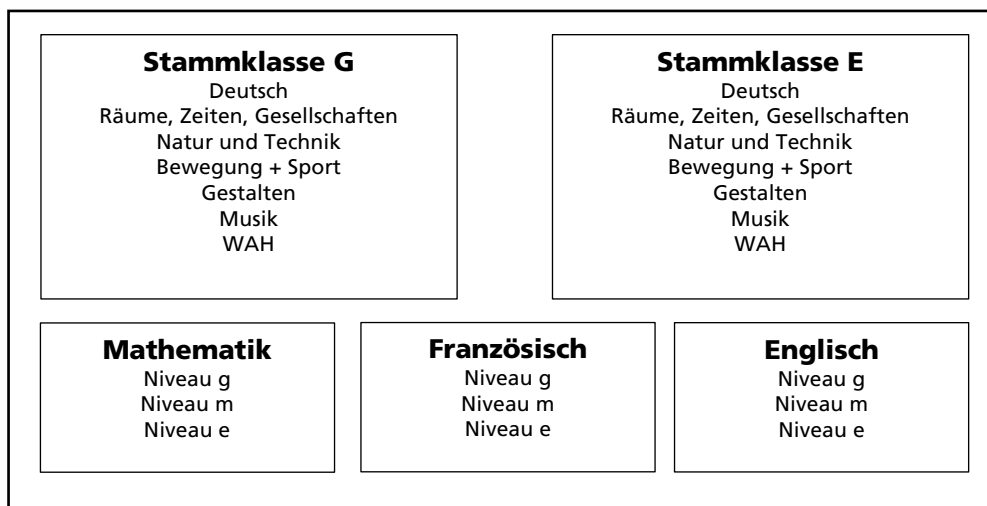 Stammklasse G
Deutsch
Räume, Zeiten, Gesellschaften
Natur und Technik
Bewegung + Sport
Gestalten
Musik
WAH
Stammklasse E
Deutsch
Räume, Zeiten, Gesellschaften
Natur und Technik
Bewegung + Sport
Gestalten
Musik
WAH
Mathematik
Niveau g
Niveau m
Niveau e
Französisch
Niveau g
Niveau m
Niveau e
Englisch
Niveau g
Niveau m
Niveau e